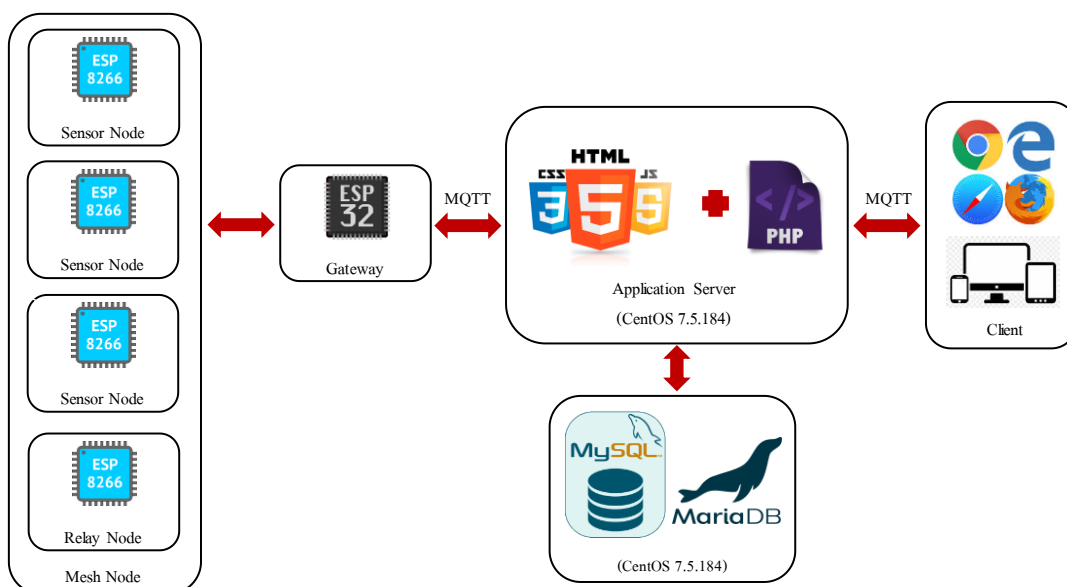 ESP
8266
Sensor Node
ESP
8266
Sensor Node
ESP
8266
Sensor Node
ESP
8266
Relay Node
Mesh Node
ESP
32
Gateway
MQTT
HTML
CSS
JS
3
5
</>
PHP
Application Server
(CentOS 7.5.184)
MQTT
Client
MySQL
MariaDB
(CentOS 7.5.184)